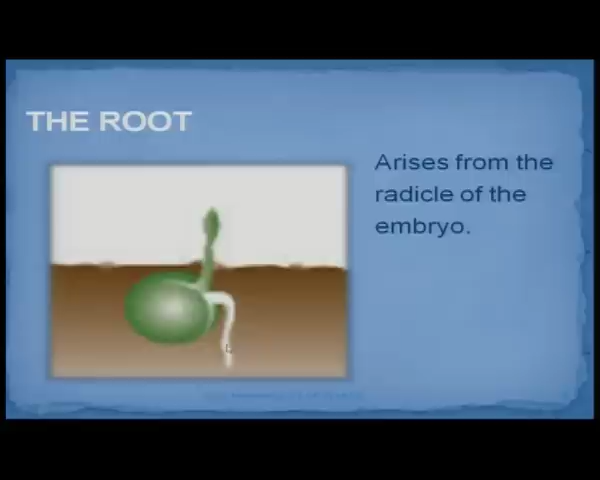 THE ROOT
Arises from the
radicle of the
embryo.